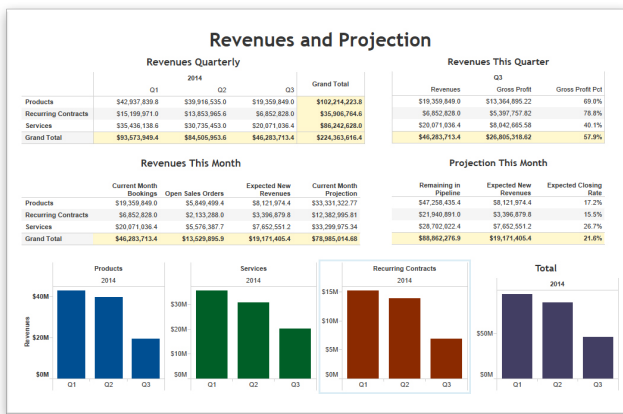 Revenues and Projection
Revenues Quarterly
2014
Q1 Q2 Q3 Grand Total
Products $42,937,839.8 $39,916,535.0 $19,359,849.0 $102,214,223.8
Recurring Contracts $15,199,971.0 $13,853,965.6 $6,852,828.0 $35,906,764.6
Services $35,436,138.6 $30,735,453.0 $20,071,036.4 $86,242,628.0
Grand Total $93,573,949.4 $84,505,953.6 $46,283,713.4 $224,363,616.4
Revenues This Quarter
Q3
Revenues Gross Profit Gross Profit Pct
$19,359,849.0 $13,364,895.22 69.0%
$6,852,828.0 $5,397,757.82 78.8%
$20,071,036.4 $8,042,665.58 40.1%
$46,283,713.4 $26,805,318.62 57.9%
Revenues This Month
Current Month Bookings Open Sales Orders Expected New Revenues Current Month Projection
Products $19,359,849.0 $5,849,499.4 $8,121,974.4 $33,331,322.77
Recurring Contracts $6,852,828.0 $2,133,288.0 $3,396,879.8 $12,382,995.81
Services $20,071,036.4 $5,576,387.7 $7,652,551.2 $33,299,975.34
Grand Total $46,283,713.4 $13,529,895.9 $19,171,405.4 $78,985,014.68
Projection This Month
Remaining in Pipeline Expected New Revenues Expected Closing Rate
$47,258,435.4 $8,121,974.4 17.2%
$21,940,891.0 $3,396,879.8 15.5%
$28,702,022.4 $7,652,551.2 26.7%
$88,862,276.9 $19,171,405.4 21.6%
Products
2014
Revenues
$40M
$20M
$0M
Q1 Q2 Q3
Services
2014
$30M
$20M
$10M
$0M
Q1 Q2 Q3
Recurring Contracts
2014
$15M
$10M
$5M
$0M
Q1 Q2 Q3
Total
2014
$50M
$0M
Q1 Q2 Q3